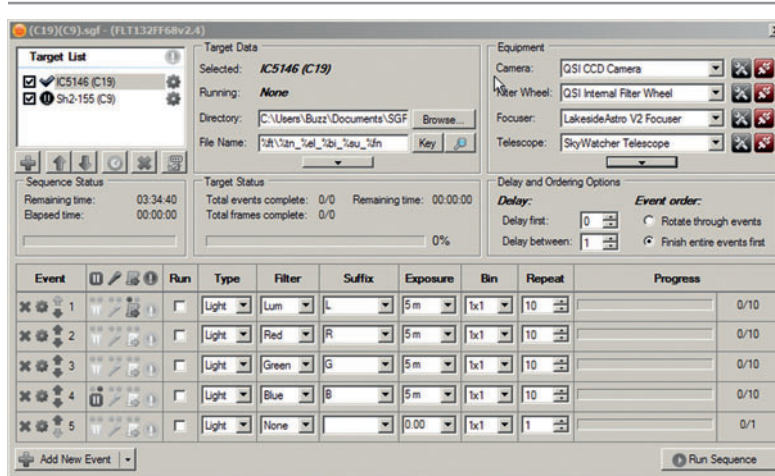 (C19)(C9).sgf - (FLT132FF68v2.4)
Target List
IC5146 (C19)
Sh2-155 (C9)
Target Data
Selected: IC5146 (C19)
Running: None
Directory: C:\Users\Buzz\Documents\SGF Browse...
File Name: %ft\%tn_%el_%bi_%su_%fn Key
Equipment
Camera: QSI CCD Camera
Filter Wheel: QSI Internal Filter Wheel
Focuser: LakesideAstro V2 Focuser
Telescope: SkyWatcher Telescope
Sequence Status
Remaining time: 03:34:40
Elapsed time: 00:00:00
Target Status
Total events complete: 0/0 Remaining time: 00:00:00
Total frames complete: 0/0
0%
Delay and Ordering Options
Delay: Event order:
Delay first: 0 Rotate through events
Delay between: 1 Finish entire events first
Event Run Type Filter Suffix Exposure Bin Repeat Progress
1 Light Lum L 5 m 1x1 10 0/10
2 Light Red R 5 m 1x1 10 0/10
3 Light Green G 5 m 1x1 10 0/10
4 Light Blue B 5 m 1x1 10 0/10
5 Light None 0.00 1x1 1 0/1
Add New Event Run Sequence